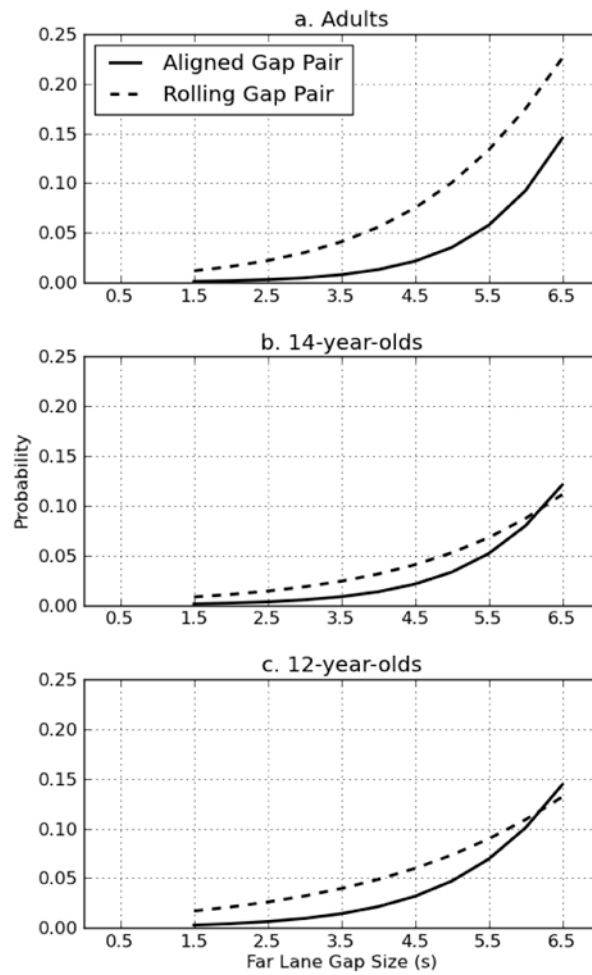 a. Adults
0.25
0.20
0.15
0.10
0.05
0.00
Aligned Gap Pair
Rolling Gap Pair
0.5 1.5 2.5 3.5 4.5 5.5 6.5
b. 14-year-olds
0.25
0.20
0.15
0.10
0.05
0.00
Probability
0.5 1.5 2.5 3.5 4.5 5.5 6.5
c. 12-year-olds
0.25
0.20
0.15
0.10
0.05
0.00
0.5 1.5 2.5 3.5 4.5 5.5 6.5
Far Lane Gap Size (s)